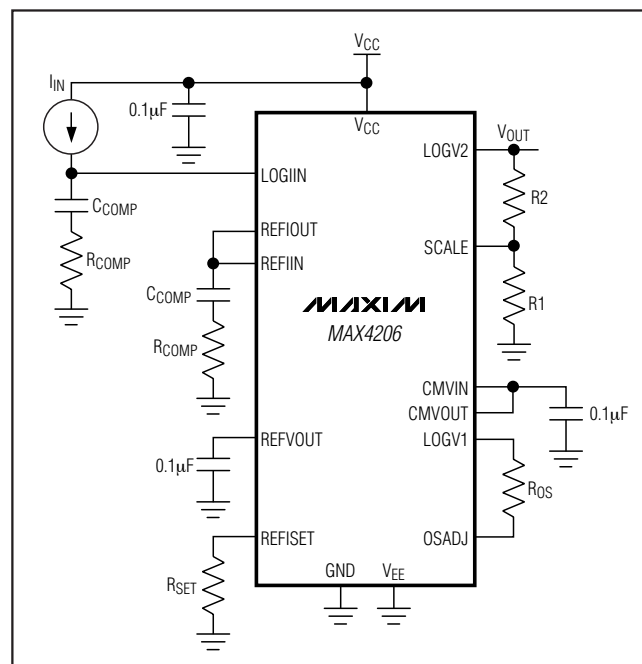 V_CC
I_IN
0.1µF
V_CC
LOGV2
V_OUT
LOGIIN
R2
C_COMP
REFIOUT
SCALE
R_COMP
REFIIN
C_COMP
R1
MAXIM
MAX4206
R_COMP
CMVIN
CMVOUT
0.1µF
REFVOUT
LOGV1
0.1µF
R_OS
REFISET
OSADJ
R_SET
GND
V_EE